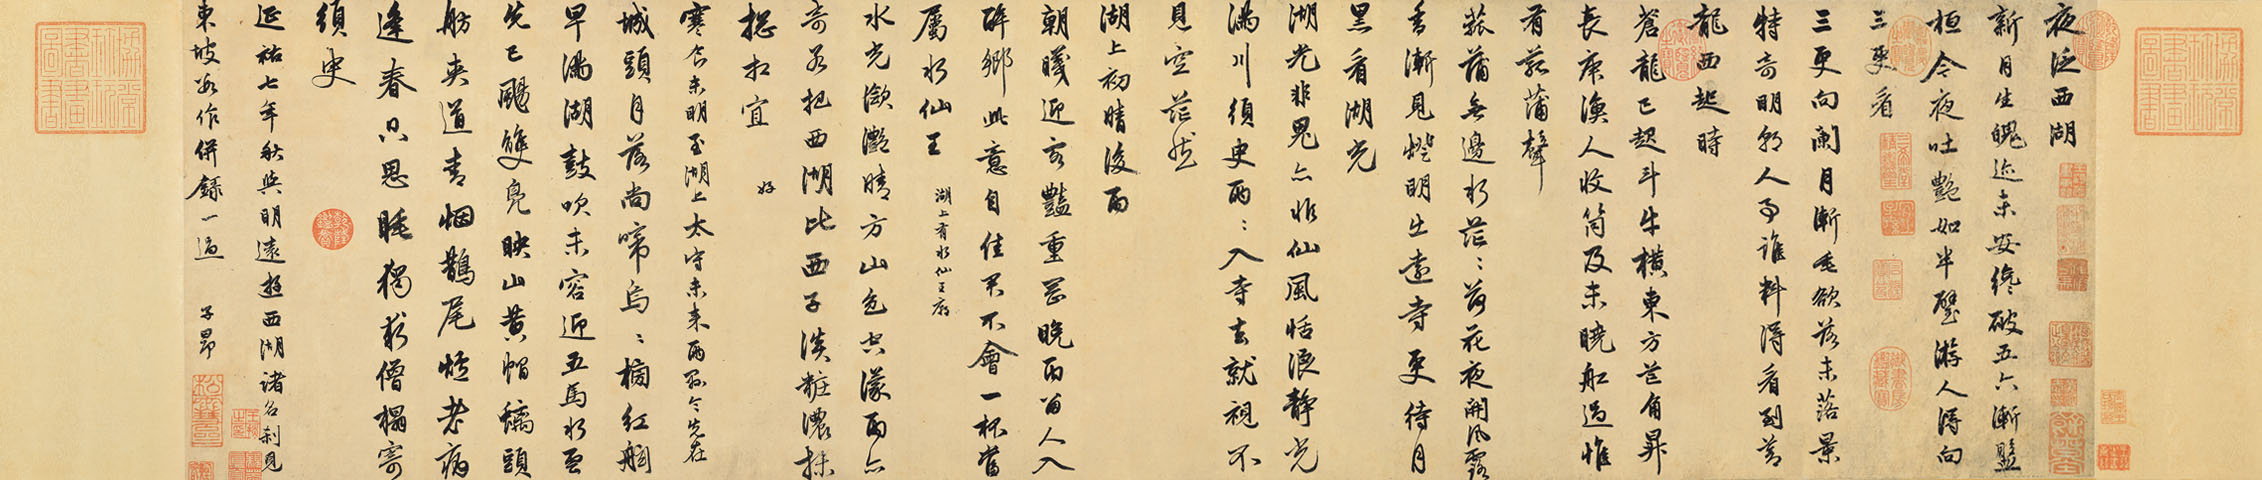 夜泛西湖
新月生魄迹未安纔破五六漸盤
桓今夜吐艷如半璧游人得向
三更看
三更向闌月漸垂欲落未落景
特奇明朝人事誰料得看到蒼
龍西起時
蒼龍已起斗牛橫東方芒角昇
長庚漁人收筒及未曉船過惟
有菰蒲聲
菰蒲無邊水茫〻荷花夜開風露
香漸見燈明出遠寺更待月
黑看湖光
湖光非鬼亦非仙風恬浪靜光
滿川須臾兩〻入寺去就視不
見空茫然
湖上初晴後雨
朝曦迎客艷重岡晚雨留人入
醉鄉此意自佳君不會一杯當
屬水仙王 湖上有水仙王廟
水光瀲灧晴方山色空濛雨亦
奇若把西湖比西子淡粧濃抹
揔相宜 好
寒食未明至湖上太守未來兩縣令先在
城頭月落尚啼烏〻榜紅舷
早滿湖鼓吹未容迎五馬水雲
先已颺雙鳧映山黃帽螭頭
舫夾道青烟鵲尾爐老病
逢春只思睡獨求僧榻寄
須臾
延祐七年秋與明遠遊西湖諸名刹見
東坡數作併錄一過 子昂